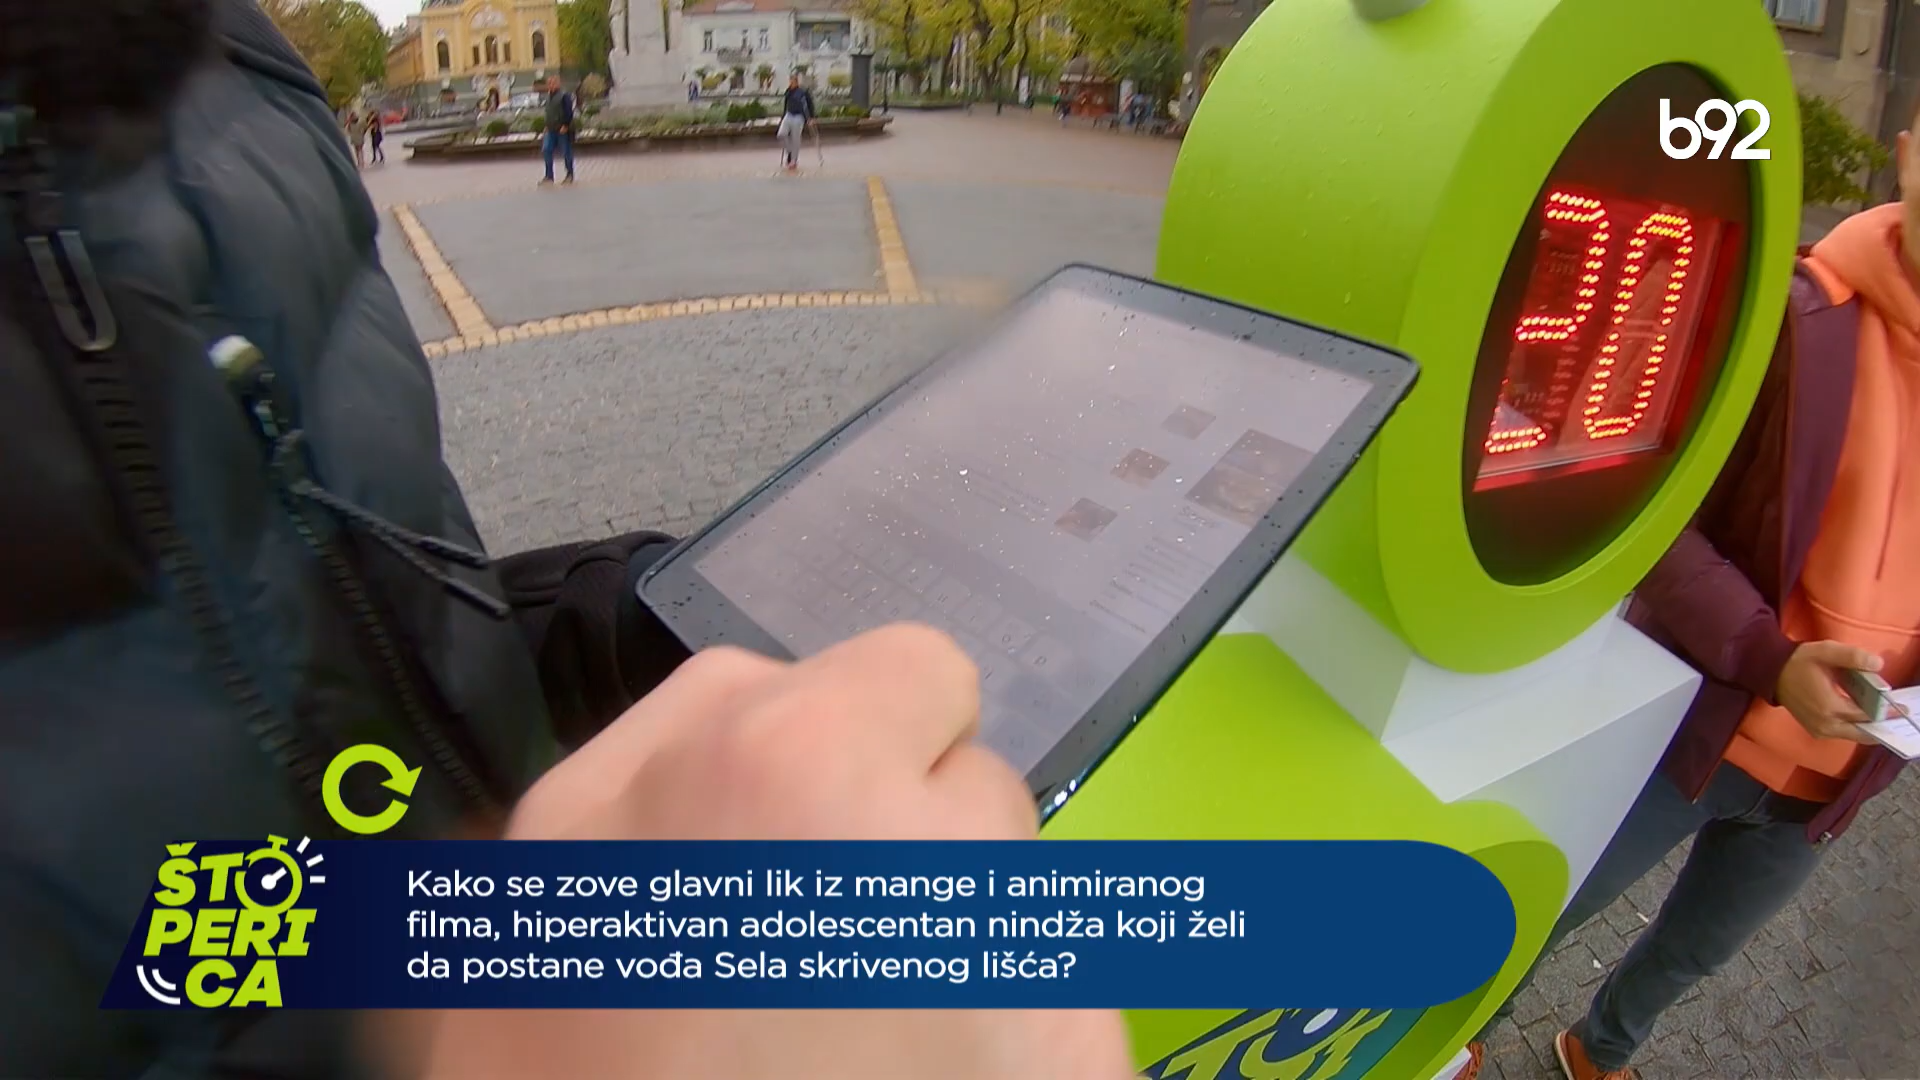 b92
20
ŠTO
PERI
CA
Kako se zove glavni lik iz mange i animiranog
filma, hiperaktivan adolescentan nindža koji želi
da postane vođa Sela skrivenog lišća?